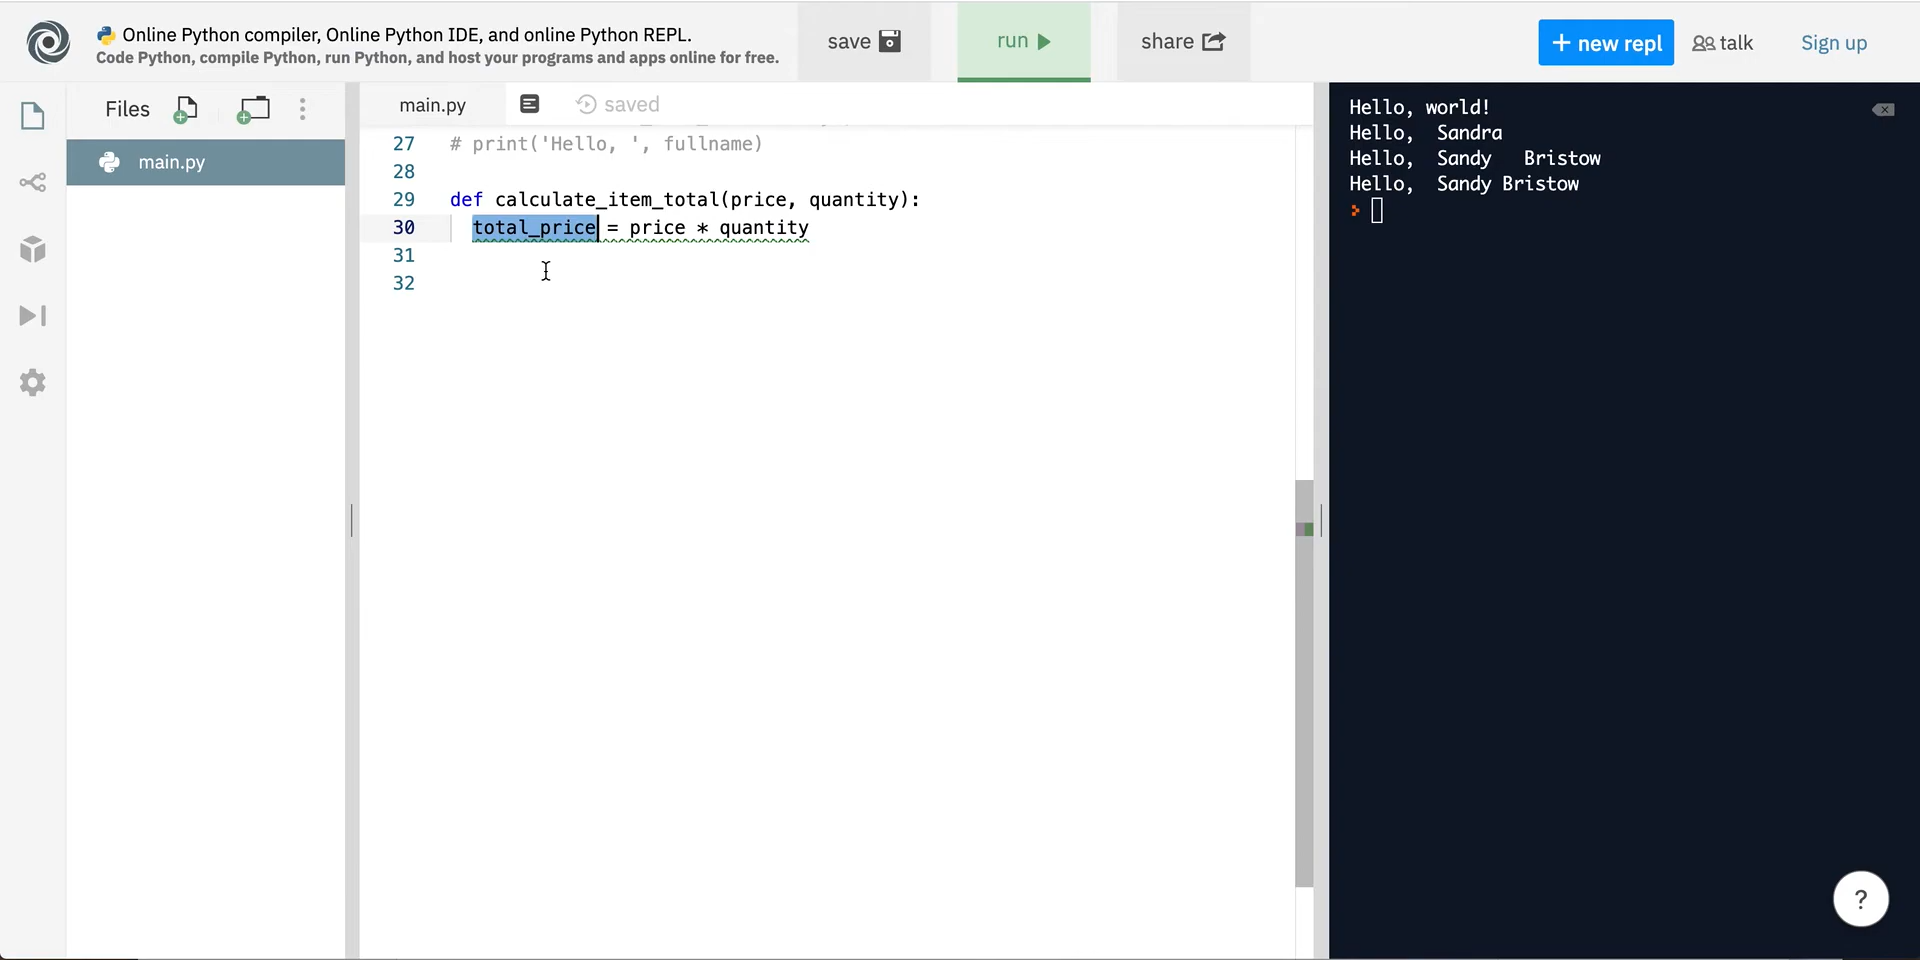 Online Python compiler, Online Python IDE, and online Python REPL.
Code Python, compile Python, run Python, and host your programs and apps online for free.
save
run
share
+ new repl
talk
Sign up
Files
main.py
main.py
saved
27 # print('Hello, ', fullname)
28
29 def calculate_item_total(price, quantity):
30 total_price = price * quantity
31
32
Hello, world!
Hello,  Sandra
Hello,  Sandy   Bristow
Hello,  Sandy Bristow
>
?